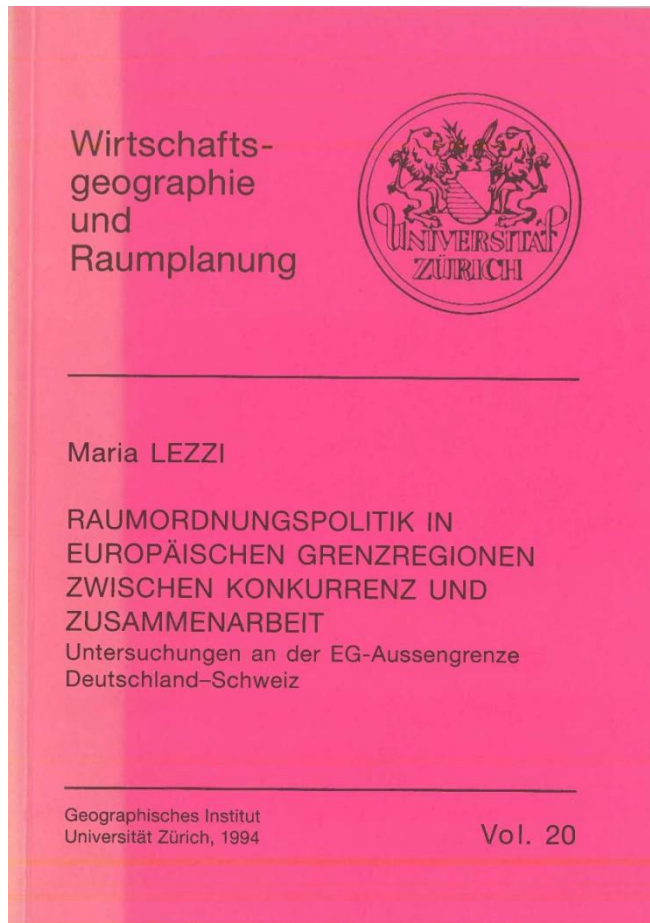 Wirtschafts-
geographie
und
Raumplanung
UNIVERSITÄT
ZÜRICH
Maria LEZZI
RAUMORDNUNGSPOLITIK IN
EUROPÄISCHEN GRENZREGIONEN
ZWISCHEN KONKURRENZ UND
ZUSAMMENARBEIT
Untersuchungen an der EG-Aussengrenze
Deutschland–Schweiz
Geographisches Institut
Universität Zürich, 1994
Vol. 20